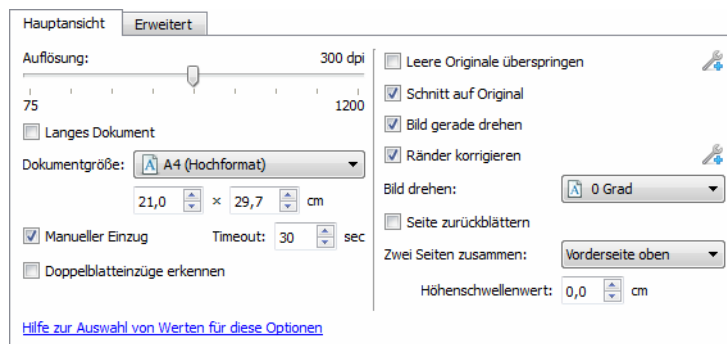 Hauptansicht Erweitert
Auflösung: 300 dpi
75 1200
Langes Dokument
Dokumentgröße: A4 (Hochformat)
21,0 × 29,7 cm
Manueller Einzug Timeout: 30 sec
Doppelblatteinzüge erkennen
Hilfe zur Auswahl von Werten für diese Optionen
Leere Originale überspringen
Schnitt auf Original
Bild gerade drehen
Ränder korrigieren
Bild drehen: 0 Grad
Seite zurückblättern
Zwei Seiten zusammen: Vorderseite oben
Höhenschwellenwert: 0,0 cm